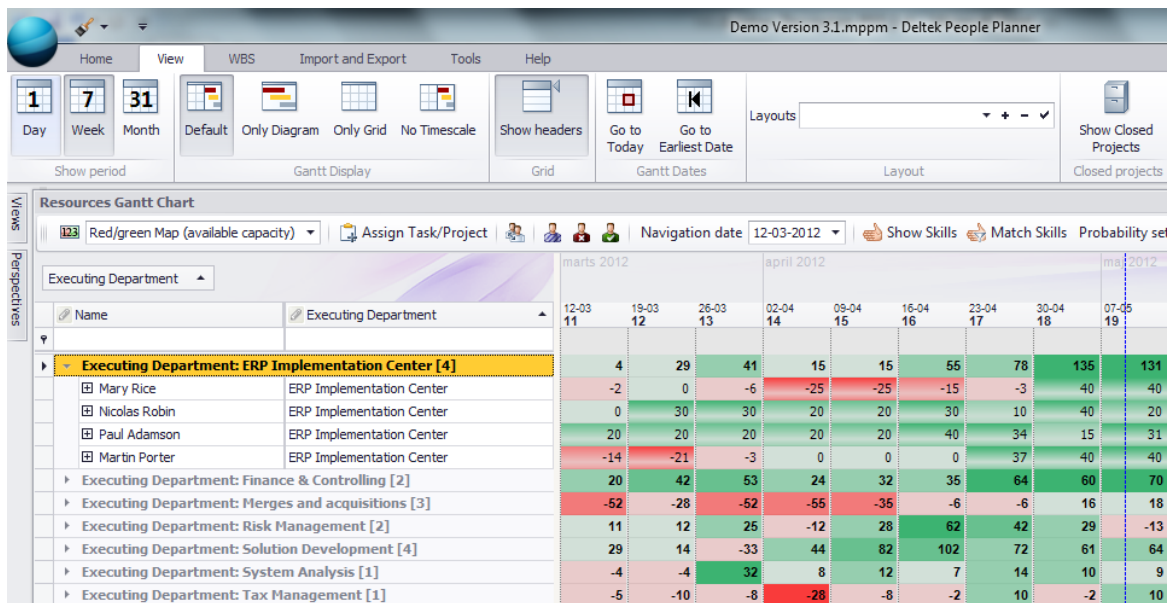 Demo Version 3.1.mppm - Deltek People Planner
Home View WBS Import and Export Tools Help
1 7 31
Day Week Month Default Only Diagram Only Grid No Timescale Show headers Go to Today Go to Earliest Date Layouts Show Closed Projects
Show period Gantt Display Grid Gantt Dates Layout Closed projects
Views
Perspectives
Resources Gantt Chart
123 Red/green Map (available capacity) Assign Task/Project Navigation date 12-03-2012 Show Skills Match Skills Probability set
Executing Department marts 2012 april 2012 2012
Name Executing Department 12-03 19-03 26-03 02-04 09-04 16-04 23-04 30-04 07-05
11 12 13 14 15 16 17 18 19
Executing Department: ERP Implementation Center [4] 4 29 41 15 15 55 78 135 131
Mary Rice ERP Implementation Center -2 0 -6 -25 -25 -15 -3 40 40
Nicolas Robin ERP Implementation Center 0 30 30 20 20 30 10 40 20
Paul Adamson ERP Implementation Center 20 20 20 20 20 40 34 15 31
Martin Porter ERP Implementation Center -14 -21 -3 0 0 0 37 40 40
Executing Department: Finance & Controlling [2] 20 42 53 24 32 35 64 60 70
Executing Department: Merges and acquisitions [3] -52 -28 -52 -55 -35 -6 -6 16 18
Executing Department: Risk Management [2] 11 12 25 -12 28 62 42 29 -13
Executing Department: Solution Development [4] 29 14 -33 44 82 102 72 61 64
Executing Department: System Analysis [1] -4 -4 32 8 12 7 14 10 9
Executing Department: Tax Management [1] -5 -10 -8 -28 -8 -2 10 -2 10